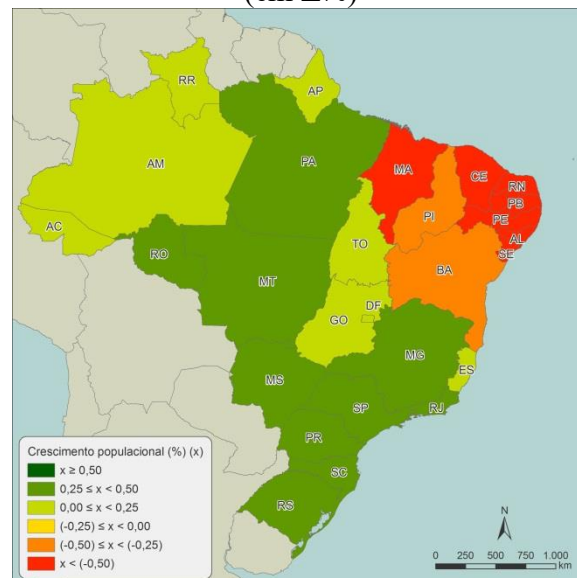 RR
AP
AM
PA
MA
CE
RN
PB
PE
AL
SE
PI
AC
RO
TO
BA
MT
DF
GO
MG
ES
MS
SP
RJ
PR
SC
RS
Crescimento populacional (%) (x)
x ≥ 0,50
0,25 ≤ x < 0,50
0,00 ≤ x < 0,25
(-0,25) ≤ x < 0,00
(-0,50) ≤ x < (-0,25)
x < (-0,50)
N
0 250 500 750 1.000
km